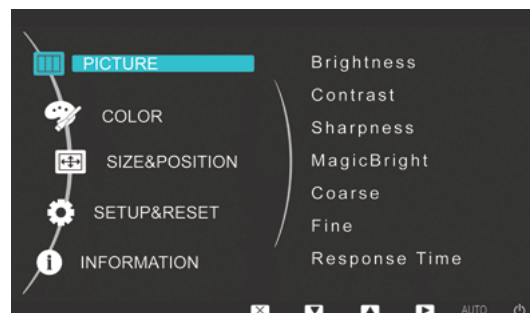 PICTURE
COLOR
SIZE&POSITION
SETUP&RESET
INFORMATION
Brightness
Contrast
Sharpness
MagicBright
Coarse
Fine
Response Time
AUTO